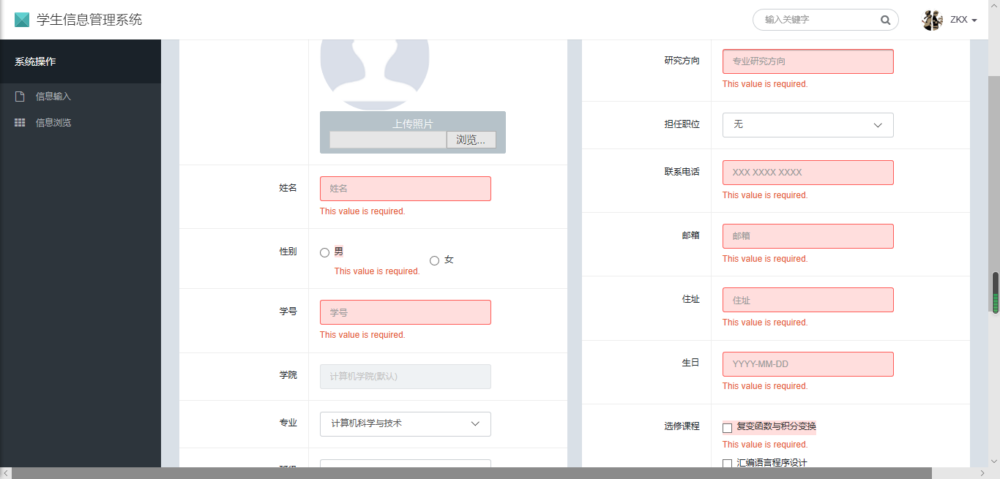 学生信息管理系统
输入关键字
ZKX
系统操作
信息输入
信息浏览
上传照片
浏览...
姓名
姓名
This value is required.
性别
男
This value is required.
女
学号
学号
This value is required.
学院
计算机学院(默认)
专业
计算机科学与技术
研究方向
专业研究方向
This value is required.
担任职位
无
联系电话
XXX XXXX XXXX
This value is required.
邮箱
邮箱
This value is required.
住址
住址
This value is required.
生日
YYYY-MM-DD
This value is required.
选修课程
复变函数与积分变换
This value is required.
汇编语言程序设计